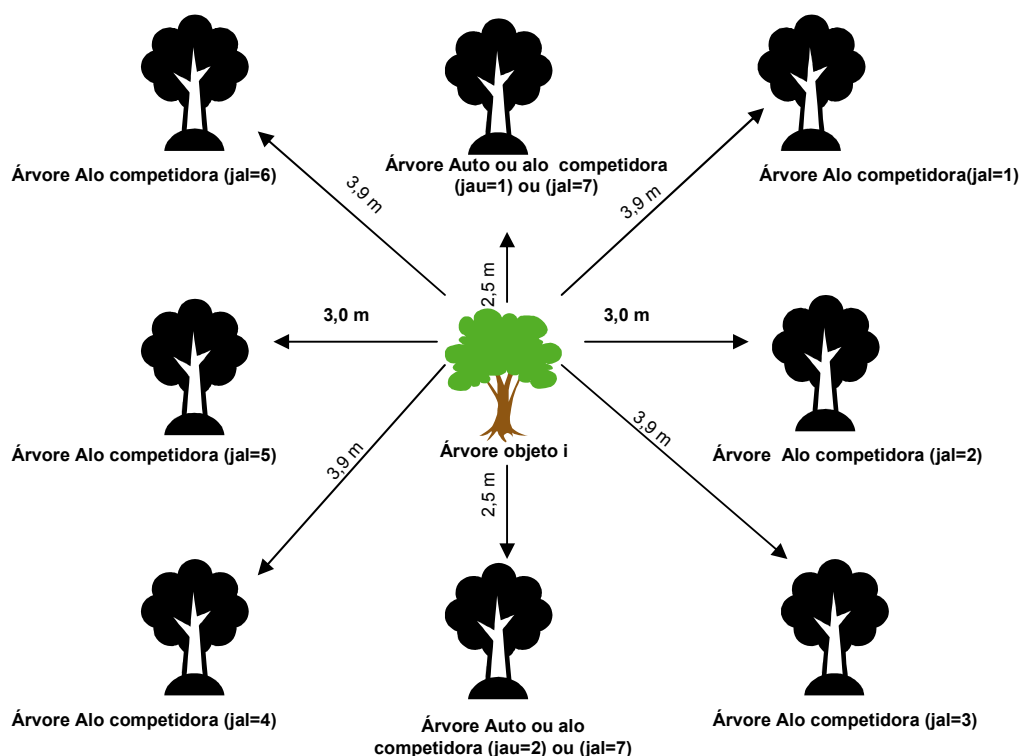 Árvore Alo competidora (jal=6)
Árvore Auto ou alo competidora
(jau=1) ou (jal=7)
Árvore Alo competidora(jal=1)
3,9 m
2,5 m
3,9 m
3,0 m
3,0 m
Árvore Alo competidora (jal=5)
Árvore objeto i
Árvore Alo competidora (jal=2)
3,9 m
2,5 m
3,9 m
Árvore Alo competidora (jal=4)
Árvore Auto ou alo
competidora (jau=2) ou (jal=7)
Árvore Alo competidora (jal=3)